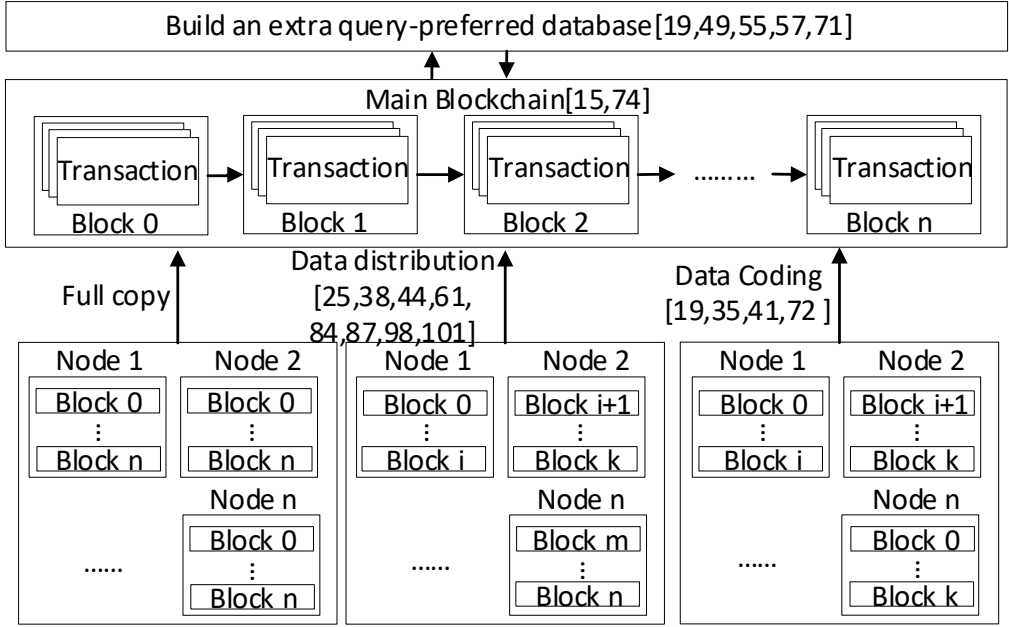 Build an extra query-preferred database[19,49,55,57,71]
Main Blockchain[15,74]
Transaction
Block 0
Transaction
Block 1
Transaction
Block 2
.........
Transaction
Block n
Full copy
Data distribution
[25,38,44,61,
84,87,98,101]
Data Coding
[19,35,41,72 ]
Node 1
Block 0
⋮
Block n
Node 2
Block 0
⋮
Block n
......
Node n
Block 0
⋮
Block n
Node 1
Block 0
⋮
Block i
Node 2
Block i+1
⋮
Block k
......
Node n
Block m
⋮
Block n
Node 1
Block 0
⋮
Block i
Node 2
Block i+1
⋮
Block k
......
Node n
Block 0
⋮
Block k